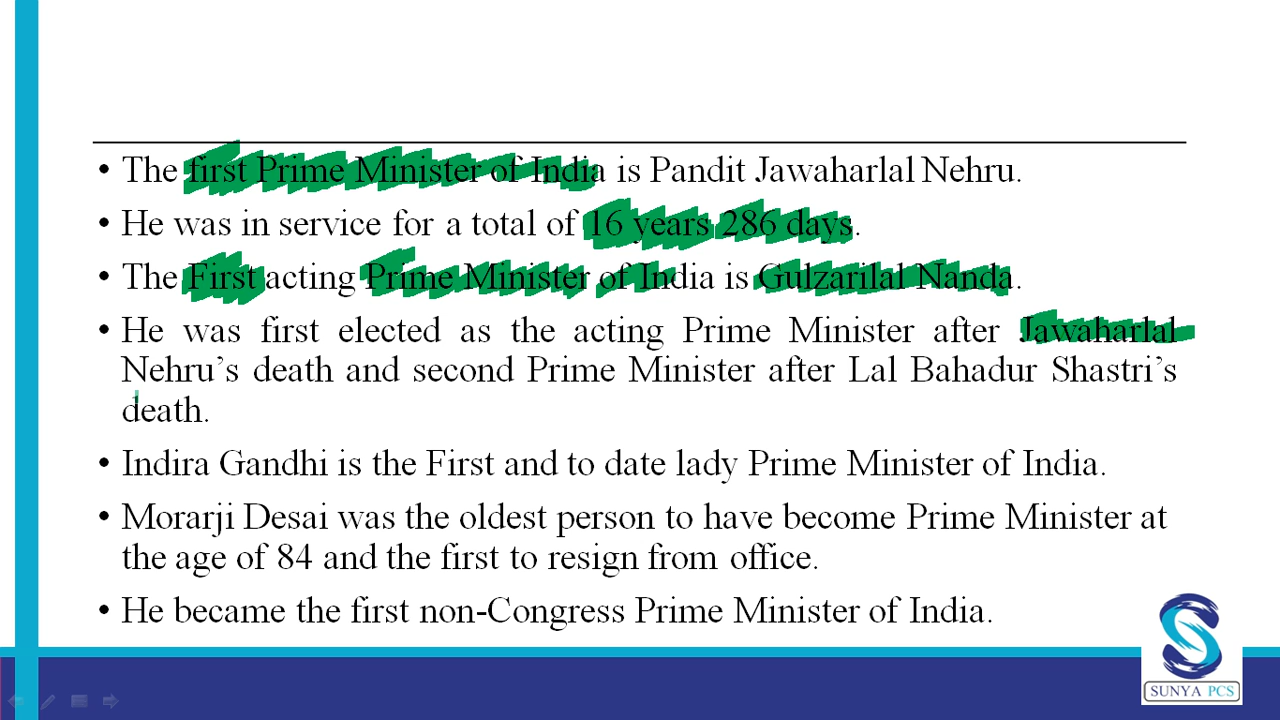 • The first Prime Minister of India is Pandit Jawaharlal Nehru.
• He was in service for a total of 16 years 286 days.
• The First acting Prime Minister of India is Gulzarilal Nanda.
• He was first elected as the acting Prime Minister after Jawaharlal
Nehru’s death and second Prime Minister after Lal Bahadur Shastri’s
death.
• Indira Gandhi is the First and to date lady Prime Minister of India.
• Morarji Desai was the oldest person to have become Prime Minister at
the age of 84 and the first to resign from office.
• He became the first non-Congress Prime Minister of India.
SUNYA PCS